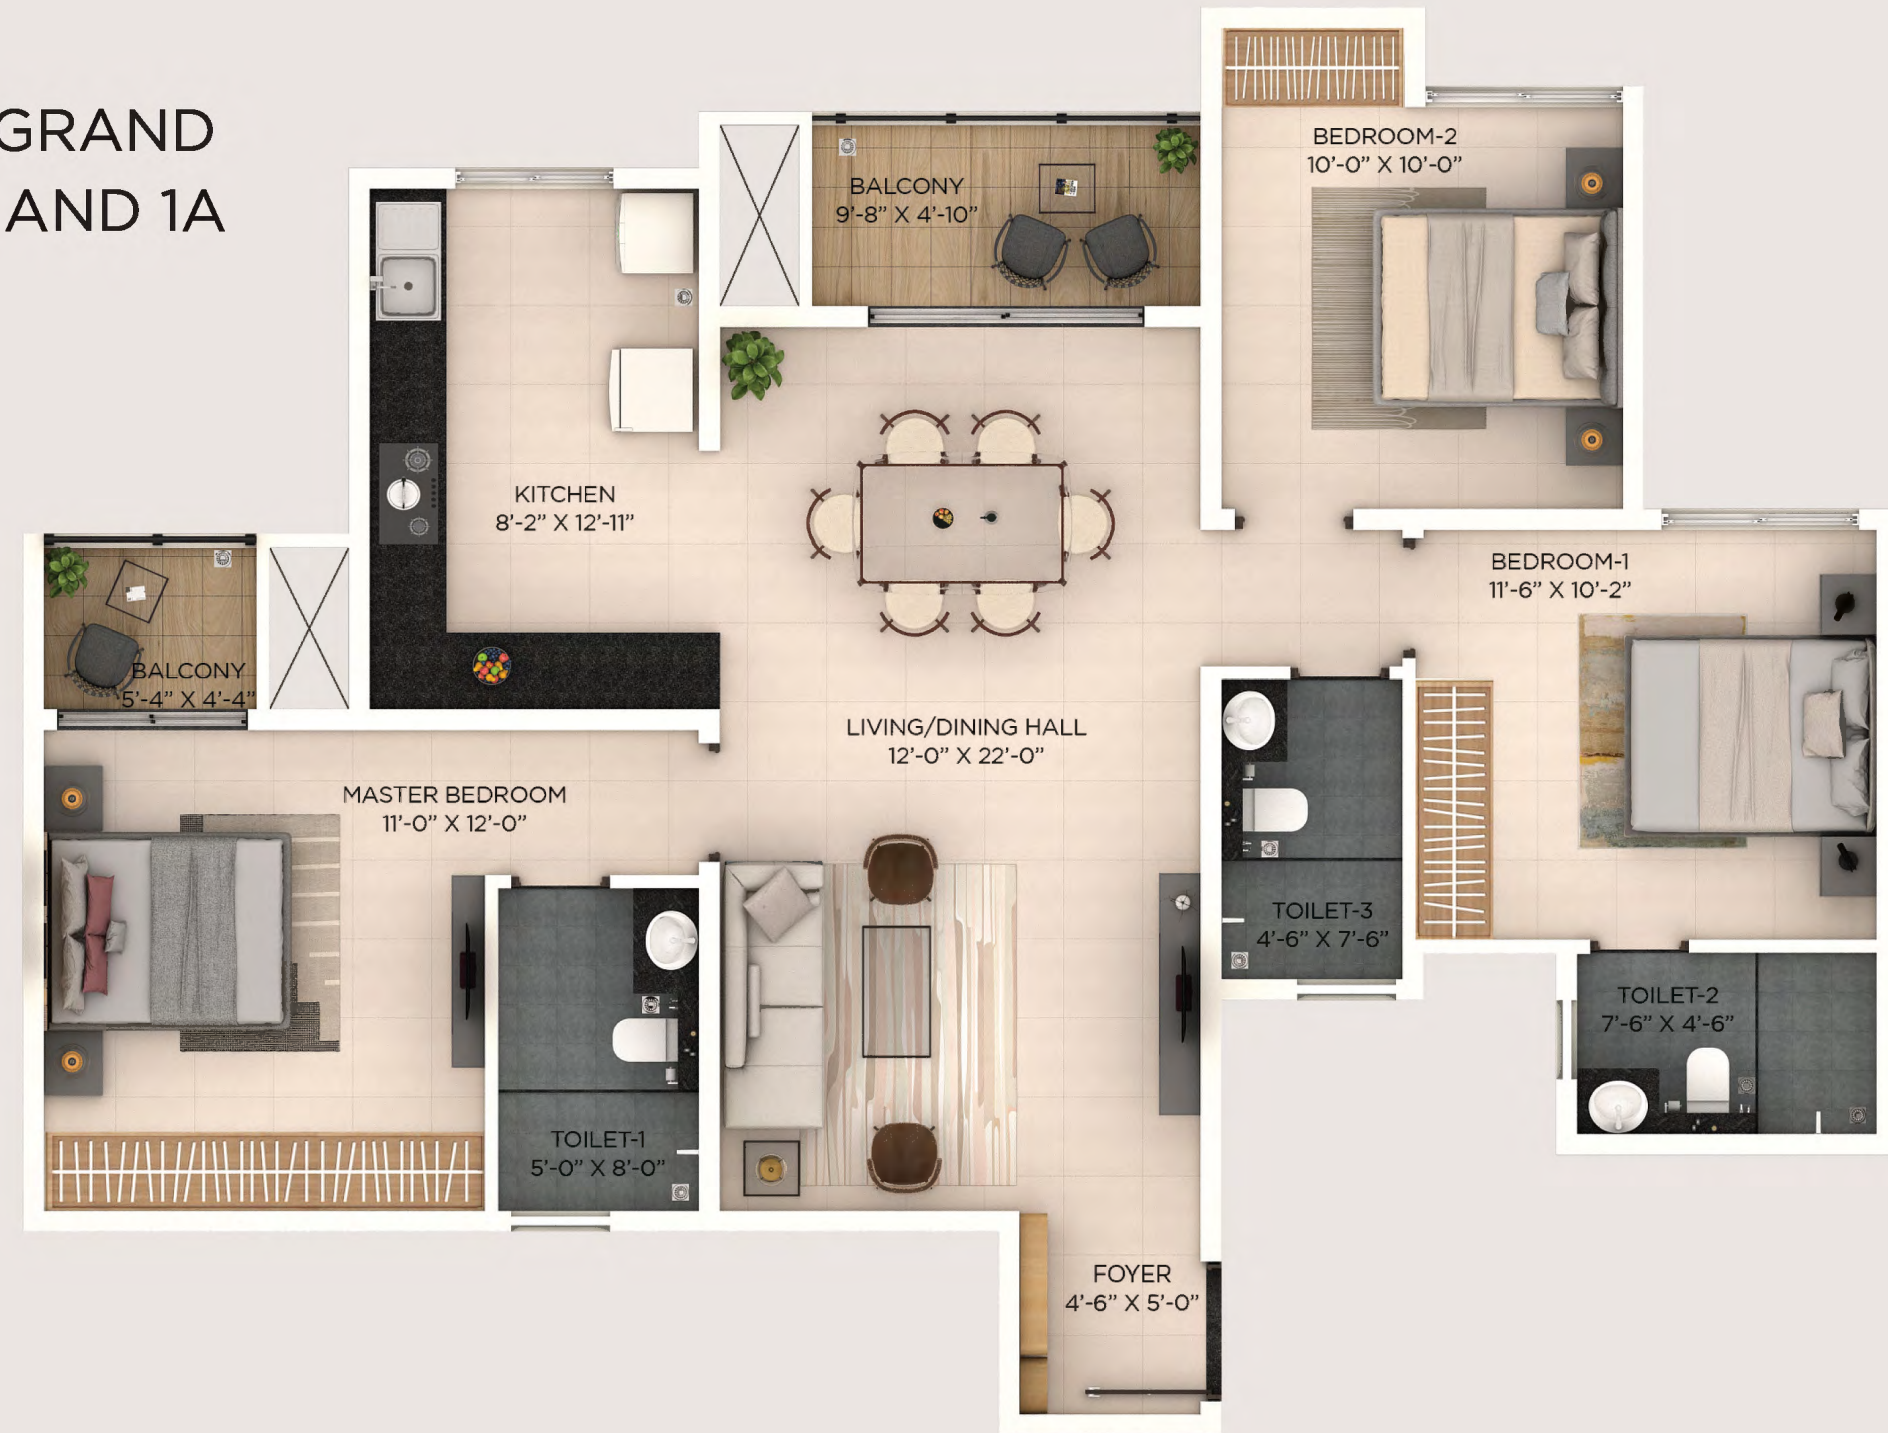 GRAND
AND 1A
BEDROOM-2
10’-0” X 10’-0”
BALCONY
9’-8” X 4’-10”
KITCHEN
8’-2” X 12’-11”
BEDROOM-1
11’-6” X 10’-2”
BALCONY
5’-4” X 4’-4”
LIVING/DINING HALL
12’-0” X 22’-0”
MASTER BEDROOM
11’-0” X 12’-0”
TOILET-3
4’-6” X 7’-6”
TOILET-2
7’-6” X 4’-6”
TOILET-1
5’-0” X 8’-0”
FOYER
4’-6” X 5’-0”